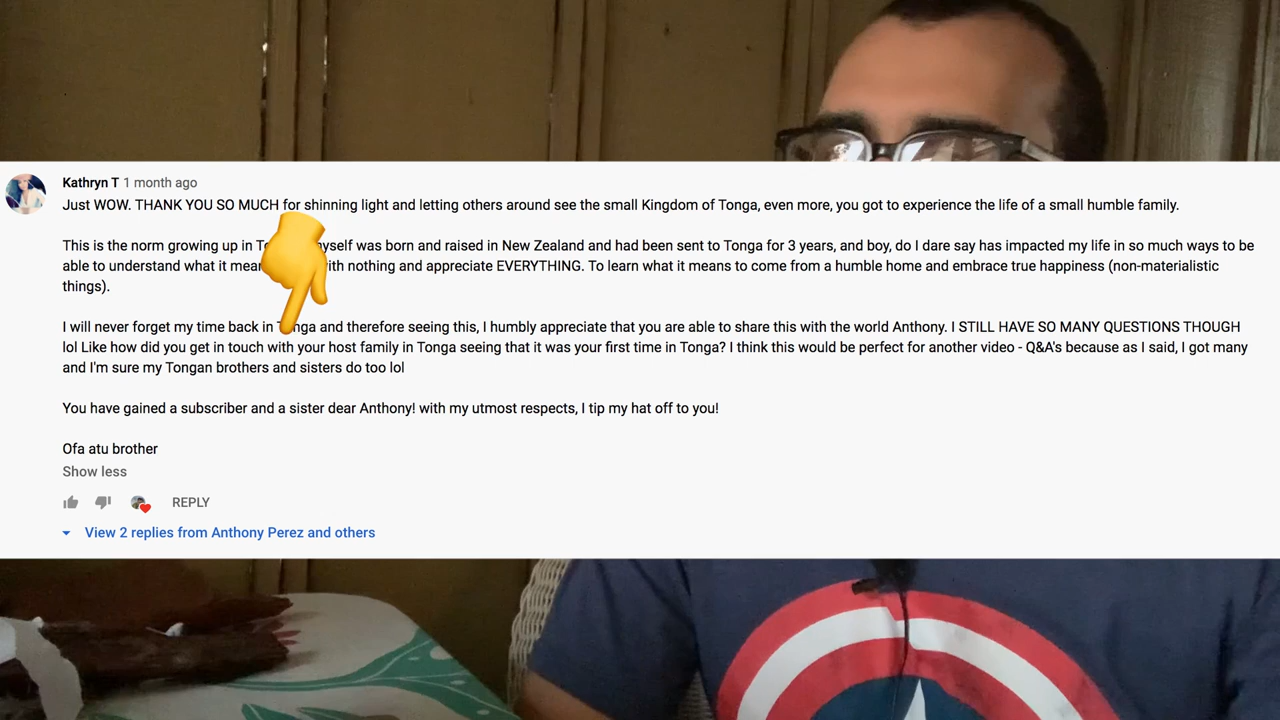 Kathryn T 1 month ago
Just WOW. THANK YOU SO MUCH for shinning light and letting others around see the small Kingdom of Tonga, even more, you got to experience the life of a small humble family.
This is the norm growing up in myself was born and raised in New Zealand and had been sent to Tonga for 3 years, and boy, do I dare say has impacted my life in so much ways to be
able to understand what it with nothing and appreciate EVERYTHING. To learn what it means to come from a humble home and embrace true happiness (non-materialistic
things).
I will never forget my time back in Tonga and therefore seeing this, I humbly appreciate that you are able to share this with the world Anthony. I STILL HAVE SO MANY QUESTIONS THOUGH
lol Like how did you get in touch with your host family in Tonga seeing that it was your first time in Tonga? I think this would be perfect for another video - Q&A's because as I said, I got many
and I'm sure my Tongan brothers and sisters do too lol
You have gained a subscriber and a sister dear Anthony! with my utmost respects, I tip my hat off to you!
Ofa atu brother
Show less
REPLY
View 2 replies from Anthony Perez and others